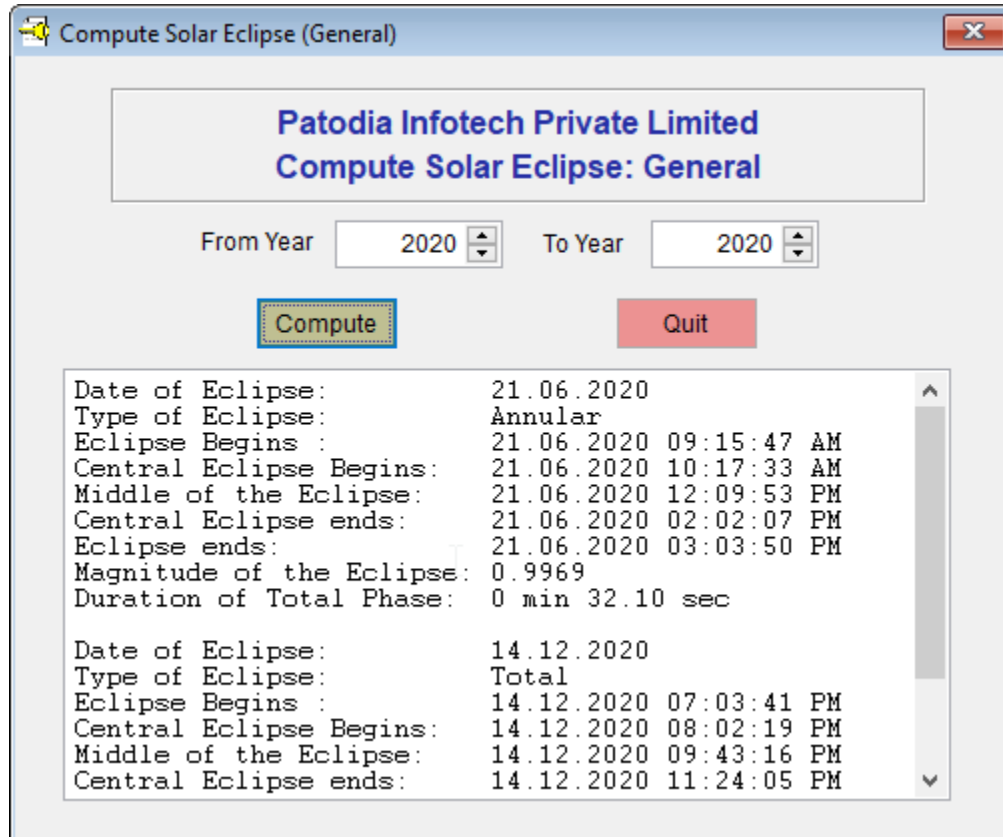 Compute Solar Eclipse (General)
Patodia Infotech Private Limited
Compute Solar Eclipse: General
From Year 2020 To Year 2020
Compute Quit
Date of Eclipse: 21.06.2020
Type of Eclipse: Annular
Eclipse Begins : 21.06.2020 09:15:47 AM
Central Eclipse Begins: 21.06.2020 10:17:33 AM
Middle of the Eclipse: 21.06.2020 12:09:53 PM
Central Eclipse ends: 21.06.2020 02:02:07 PM
Eclipse ends: 21.06.2020 03:03:50 PM
Magnitude of the Eclipse: 0.9969
Duration of Total Phase: 0 min 32.10 sec
Date of Eclipse: 14.12.2020
Type of Eclipse: Total
Eclipse Begins : 14.12.2020 07:03:41 PM
Central Eclipse Begins: 14.12.2020 08:02:19 PM
Middle of the Eclipse: 14.12.2020 09:43:16 PM
Central Eclipse ends: 14.12.2020 11:24:05 PM